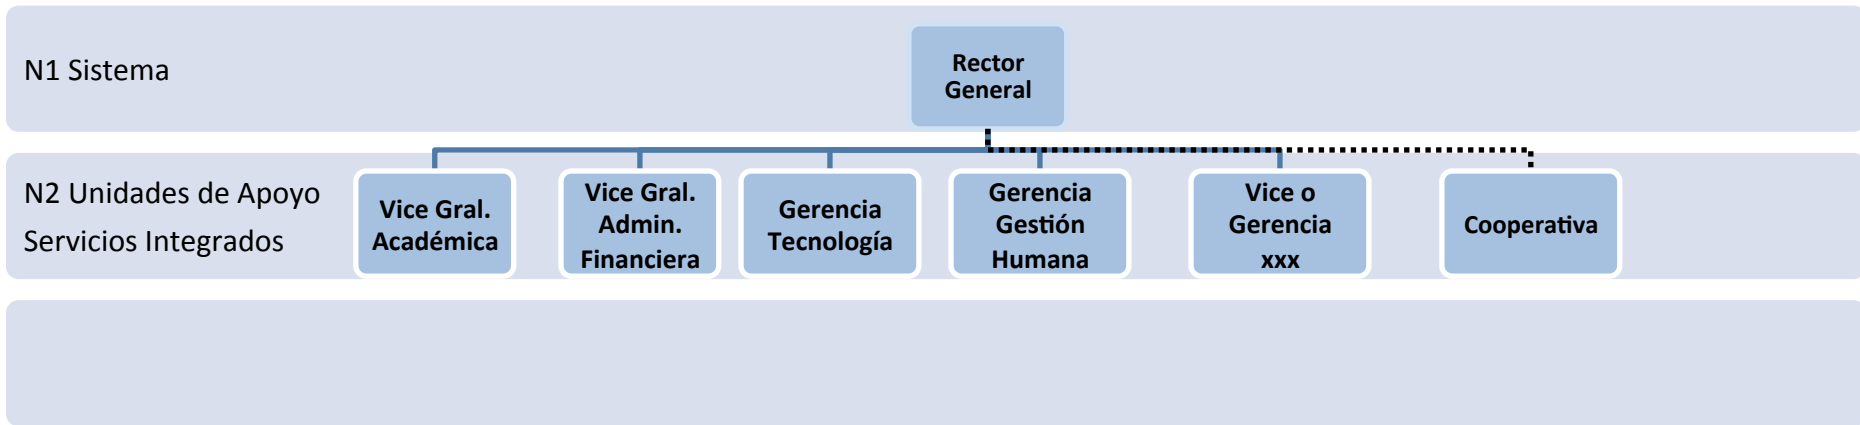 N1 Sistema
Rector
General
N2 Unidades de Apoyo
Servicios Integrados
Vice Gral.
Académica
Vice Gral.
Admin.
Financiera
Gerencia
Tecnología
Gerencia
Gestión
Humana
Vice o
Gerencia
xxx
Cooperativa